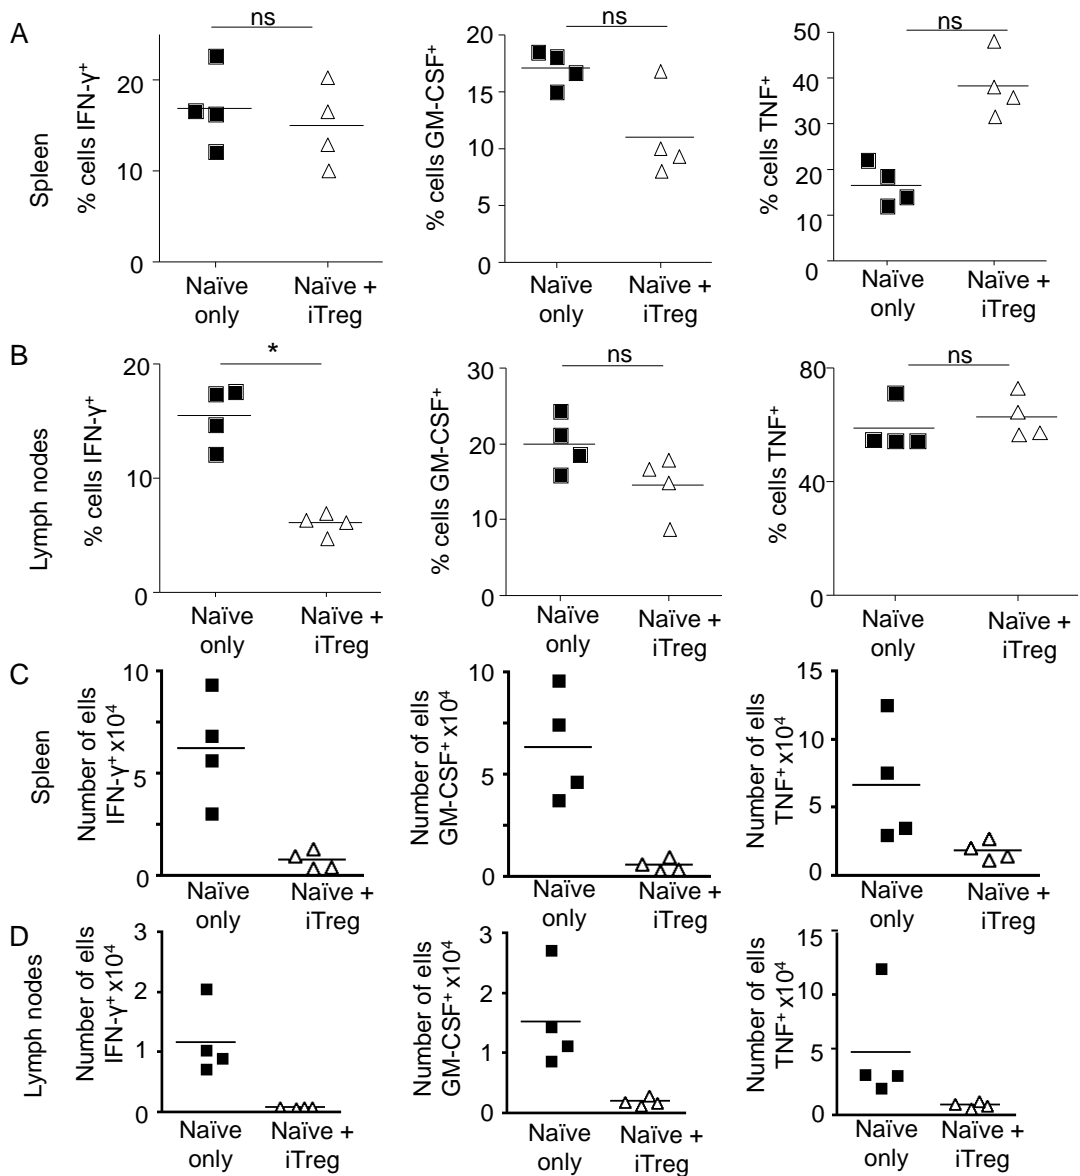 A
Spleen
% cells IFN-γ⁺
ns
20
10
0
Naïve
only
Naïve +
iTreg
% cells GM-CSF⁺
ns
20
15
10
5
0
Naïve
only
Naïve +
iTreg
% cells TNF⁺
ns
50
40
30
20
10
0
Naïve
only
Naïve +
iTreg
B
Lymph nodes
% cells IFN-γ⁺
*
20
10
0
Naïve
only
Naïve +
iTreg
% cells GM-CSF⁺
ns
30
20
10
0
Naïve
only
Naïve +
iTreg
% cells TNF⁺
ns
80
40
0
Naïve
only
Naïve +
iTreg
C
Spleen
Number of ells
IFN-γ⁺ x10⁴
10
5
0
Naïve
only
Naïve +
iTreg
Number of ells
GM-CSF⁺ x10⁴
10
5
0
Naïve
only
Naïve +
iTreg
Number of ells
TNF⁺ x10⁴
15
10
5
0
Naïve
only
Naïve +
iTreg
D
Lymph nodes
Number of ells
IFN-γ⁺ x10⁴
3
2
1
0
Naïve
only
Naïve +
iTreg
Number of ells
GM-CSF⁺ x10⁴
3
2
1
0
Naïve
only
Naïve +
iTreg
Number of ells
TNF⁺ x10⁴
15
10
5
0
Naïve
only
Naïve +
iTreg